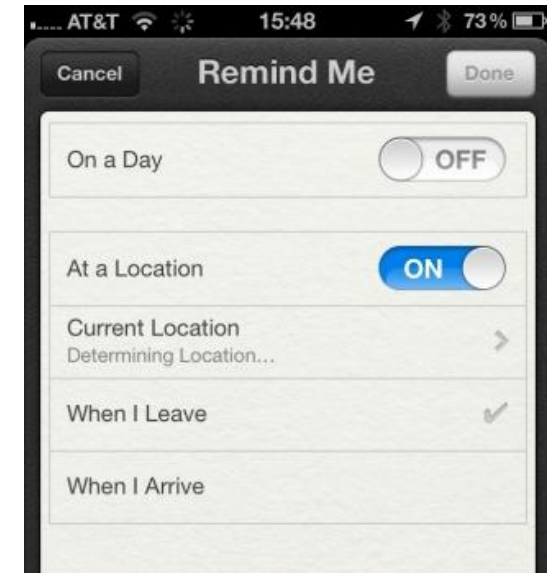 AT&T 15:48 73%
Cancel Remind Me Done
On a Day OFF
At a Location ON
Current Location
Determining Location...
When I Leave
When I Arrive